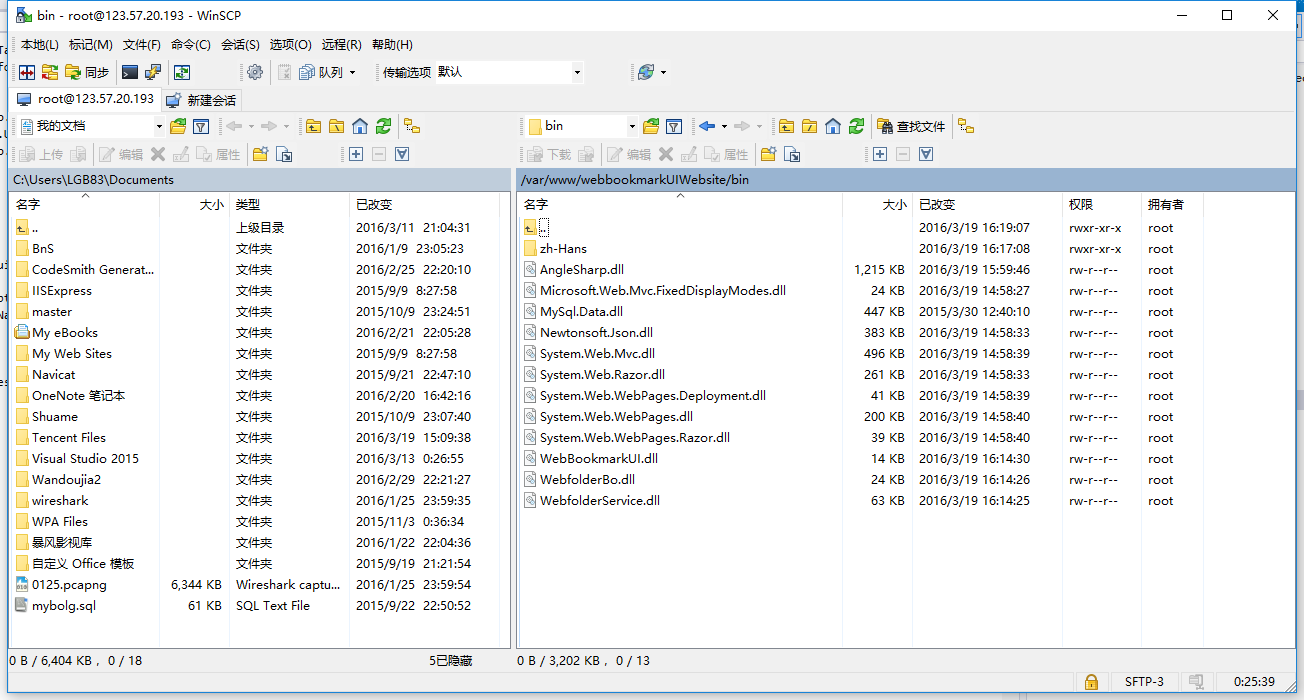 bin - root@123.57.20.193 - WinSCP
本地(L) 标记(M) 文件(F) 命令(C) 会话(S) 选项(O) 远程(R) 帮助(H)
同步 队列 传输选项 默认
root@123.57.20.193 新建会话
我的文档 bin 查找文件
上传 编辑 属性 下载 编辑 属性
C:\Users\LGB83\Documents /var/www/webbookmarkUIWebsite/bin
名字 大小 类型 已改变 名字 大小 已改变 权限 拥有者
.. 上级目录 2016/3/11 21:04:31 .. 2016/3/19 16:19:07 rwxr-xr-x root
BnS 文件夹 2016/1/9 23:05:23 zh-Hans 2016/3/19 16:17:08 rwxr-xr-x root
CodeSmith Generat... 文件夹 2016/2/25 22:20:10 AngleSharp.dll 1,215 KB 2016/3/19 15:59:46 rw-r--r-- root
IISExpress 文件夹 2015/9/9 8:27:58 Microsoft.Web.Mvc.FixedDisplayModes.dll 24 KB 2016/3/19 14:58:27 rw-r--r-- root
master 文件夹 2015/10/9 23:24:51 MySql.Data.dll 447 KB 2015/3/30 12:40:10 rw-r--r-- root
My eBooks 文件夹 2016/2/21 22:05:28 Newtonsoft.Json.dll 383 KB 2016/3/19 14:58:33 rw-r--r-- root
My Web Sites 文件夹 2015/9/9 8:27:58 System.Web.Mvc.dll 496 KB 2016/3/19 14:58:39 rw-r--r-- root
Navicat 文件夹 2015/9/21 22:47:10 System.Web.Razor.dll 261 KB 2016/3/19 14:58:33 rw-r--r-- root
OneNote 笔记本 文件夹 2016/2/20 16:42:16 System.Web.WebPages.Deployment.dll 41 KB 2016/3/19 14:58:39 rw-r--r-- root
Shuame 文件夹 2015/10/9 23:07:40 System.Web.WebPages.dll 200 KB 2016/3/19 14:58:40 rw-r--r-- root
Tencent Files 文件夹 2016/3/19 15:09:38 System.Web.WebPages.Razor.dll 39 KB 2016/3/19 14:58:40 rw-r--r-- root
Visual Studio 2015 文件夹 2016/3/13 0:26:55 WebBookmarkUI.dll 14 KB 2016/3/19 16:14:30 rw-r--r-- root
Wandoujia2 文件夹 2016/2/29 22:21:27 WebfolderBo.dll 24 KB 2016/3/19 16:14:26 rw-r--r-- root
wireshark 文件夹 2016/1/25 23:59:35 WebfolderService.dll 63 KB 2016/3/19 16:14:25 rw-r--r-- root
WPA Files 文件夹 2015/11/3 0:36:34
暴风影视库 文件夹 2016/1/22 22:04:36
自定义 Office 模板 文件夹 2015/9/19 21:21:54
0125.pcapng 6,344 KB Wireshark captu... 2016/1/25 23:59:54
mybolg.sql 61 KB SQL Text File 2015/9/22 22:50:52
0 B / 6,404 KB， 0 / 18 5已隐藏 0 B / 3,202 KB， 0 / 13
SFTP-3 0:25:39